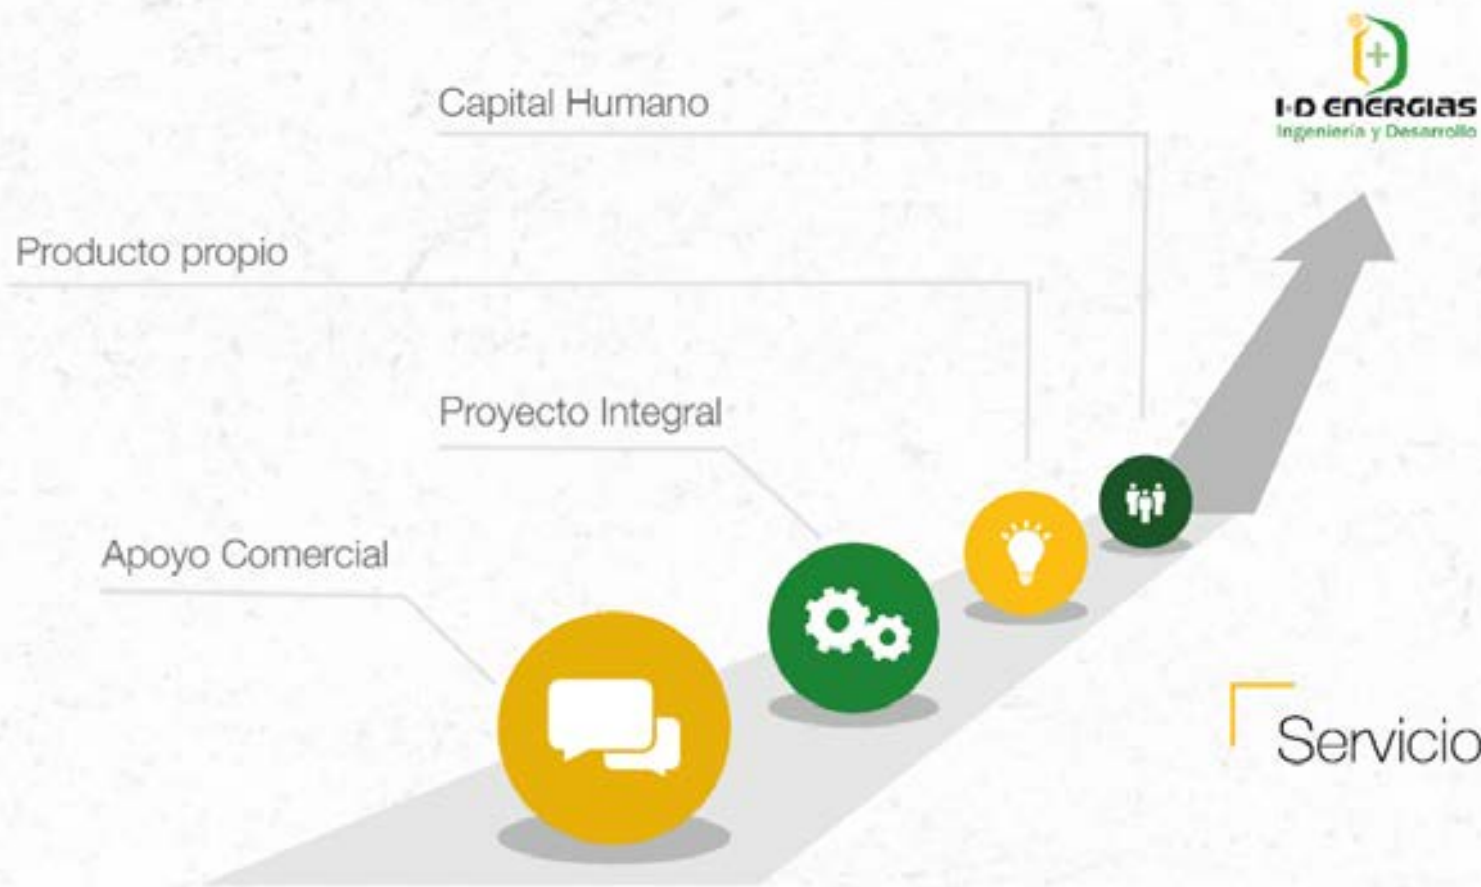 I+D ENERGIAS
Ingeniería y Desarrollo
Capital Humano
Producto propio
Proyecto Integral
Apoyo Comercial
Servicio